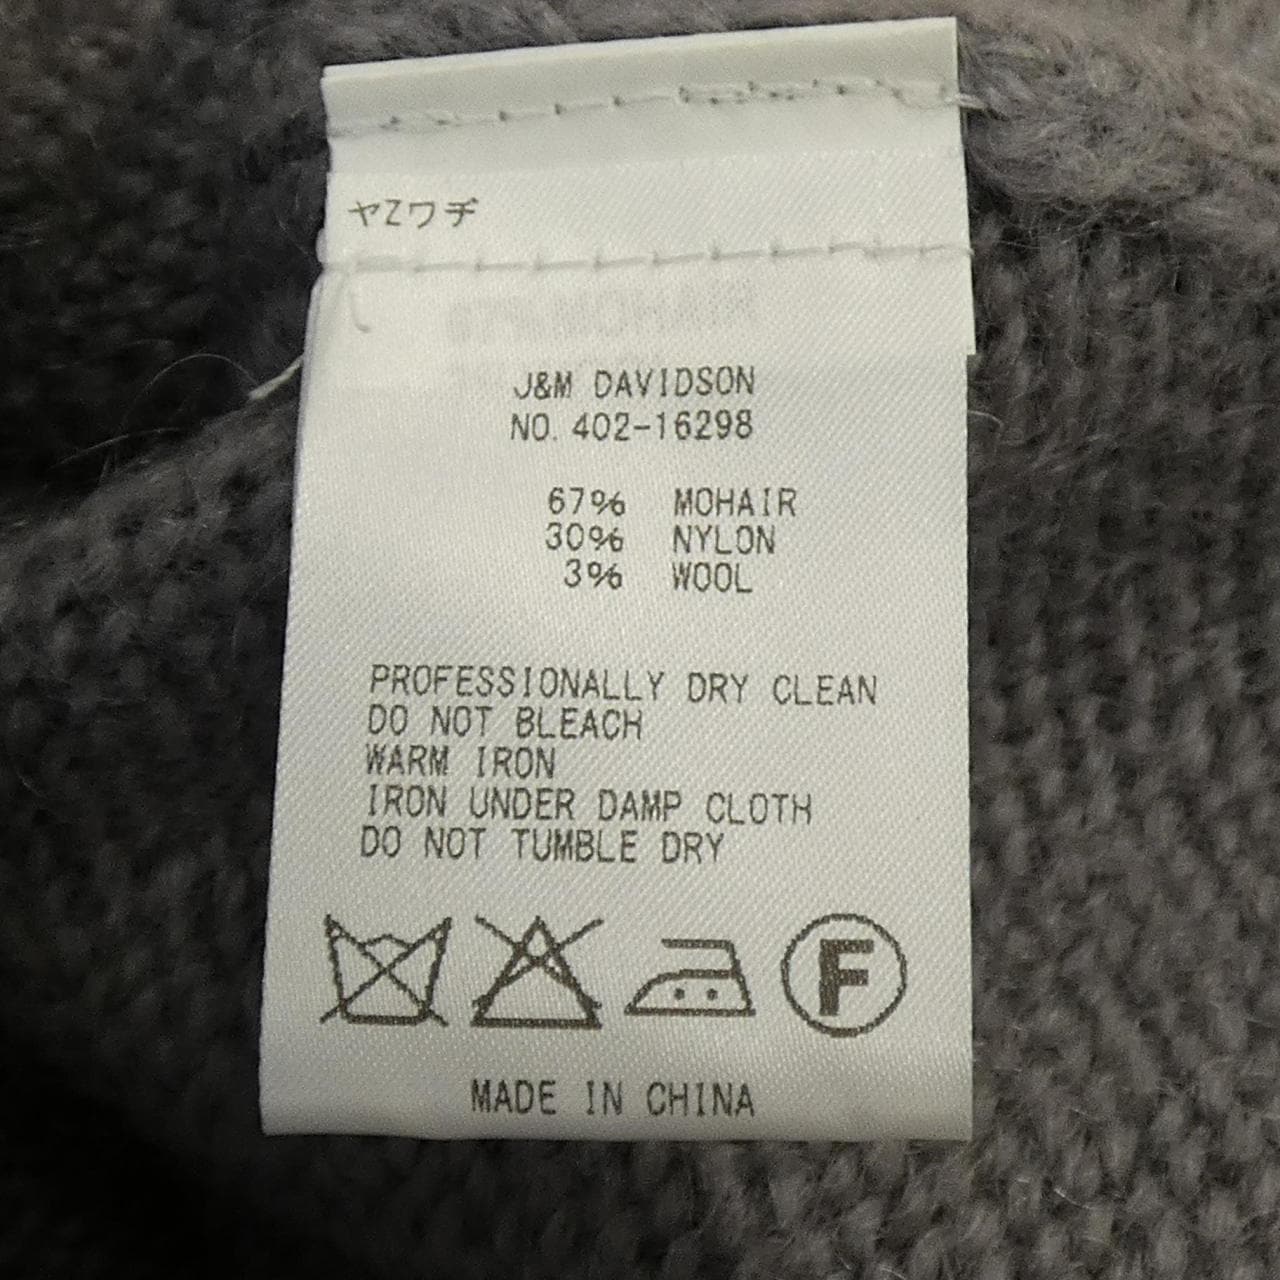 ヤZワヂ
J&M DAVIDSON
NO. 402-16298
67% MOHAIR
30% NYLON
3% WOOL
PROFESSIONALLY DRY CLEAN
DO NOT BLEACH
WARM IRON
IRON UNDER DAMP CLOTH
DO NOT TUMBLE DRY
F
MADE IN CHINA